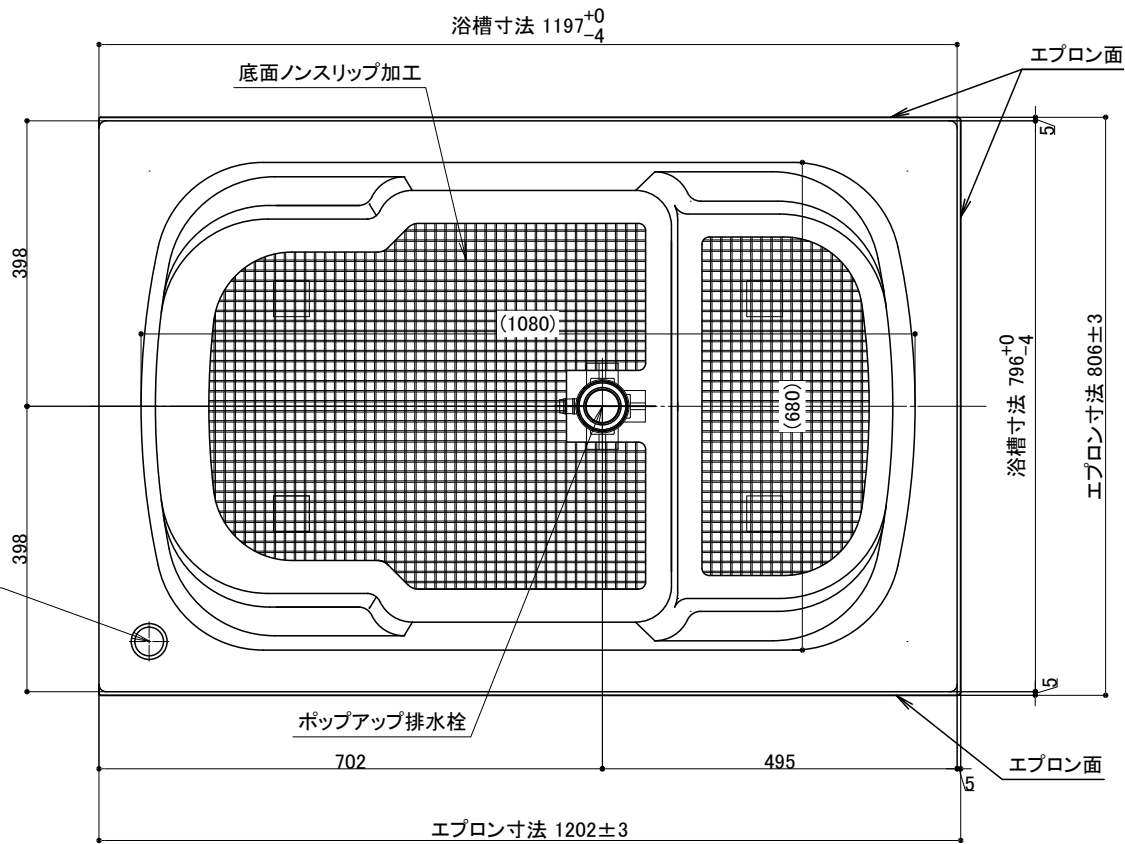 浴槽寸法 1197+0-4
エプロン面
底面ノンスリップ加工
5
398
(1080)
(680)
浴槽寸法 796+0-4
エプロン寸法 806±3
398
5
ポップアップ排水栓
702
495
エプロン面
5
エプロン寸法 1202±3